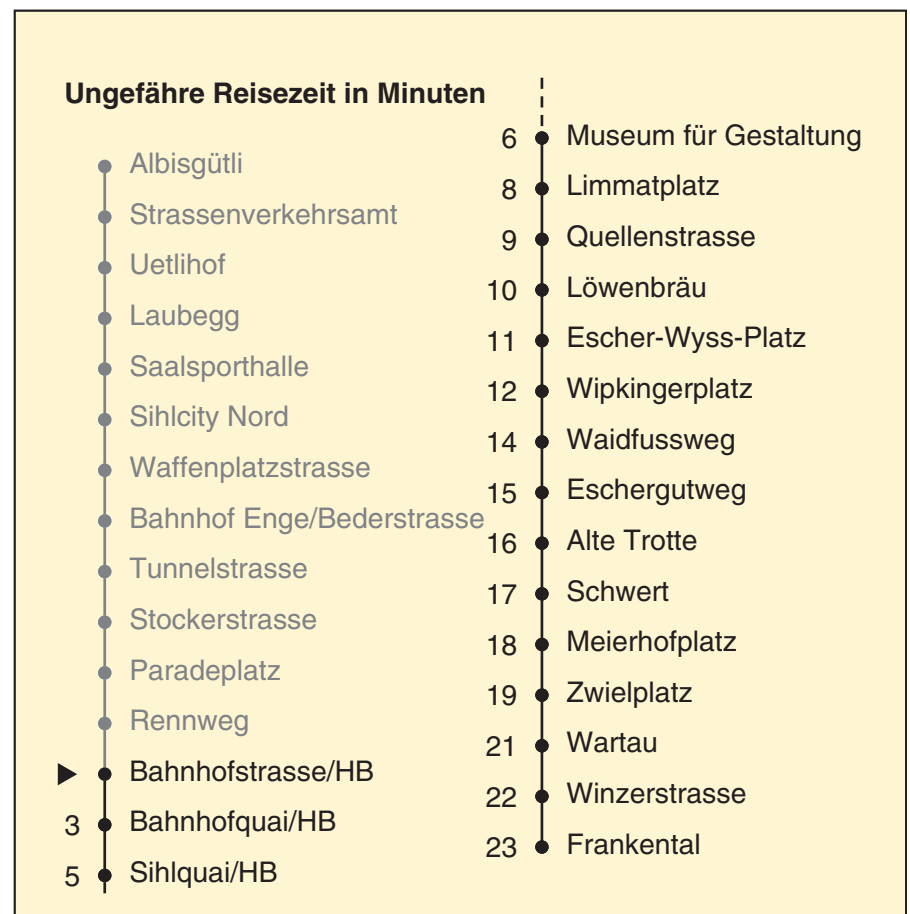 Ungefähre Reisezeit in Minuten
Albisgütli
Strassenverkehrsamt
Uetlihof
Laubegg
Saalsporthalle
Sihlcity Nord
Waffenplatzstrasse
Bahnhof Enge/Bederstrasse
Tunnelstrasse
Stockerstrasse
Paradeplatz
Rennweg
Bahnhofstrasse/HB
3 Bahnhofquai/HB
5 Sihlquai/HB
6 Museum für Gestaltung
8 Limmatplatz
9 Quellenstrasse
10 Löwenbräu
11 Escher-Wyss-Platz
12 Wipkingerplatz
14 Waidfussweg
15 Eschergutweg
16 Alte Trotte
17 Schwert
18 Meierhofplatz
19 Zwielplatz
21 Wartau
22 Winzerstrasse
23 Frankental